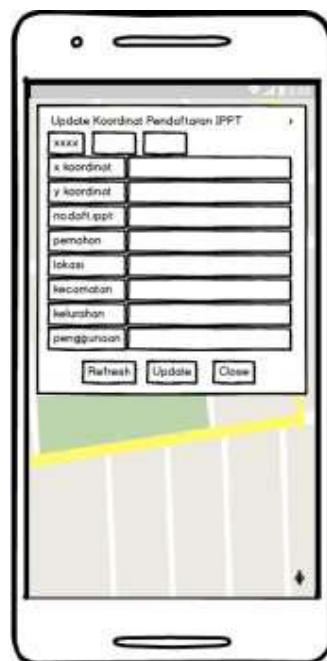 Update Koordinat Pendaftaran IPPT
xxxx
x koordinat
y koordinat
no.daft.ippt
pemohon
lokasi
kecamatan
kelurahan
penggunaan
Refresh Update Close